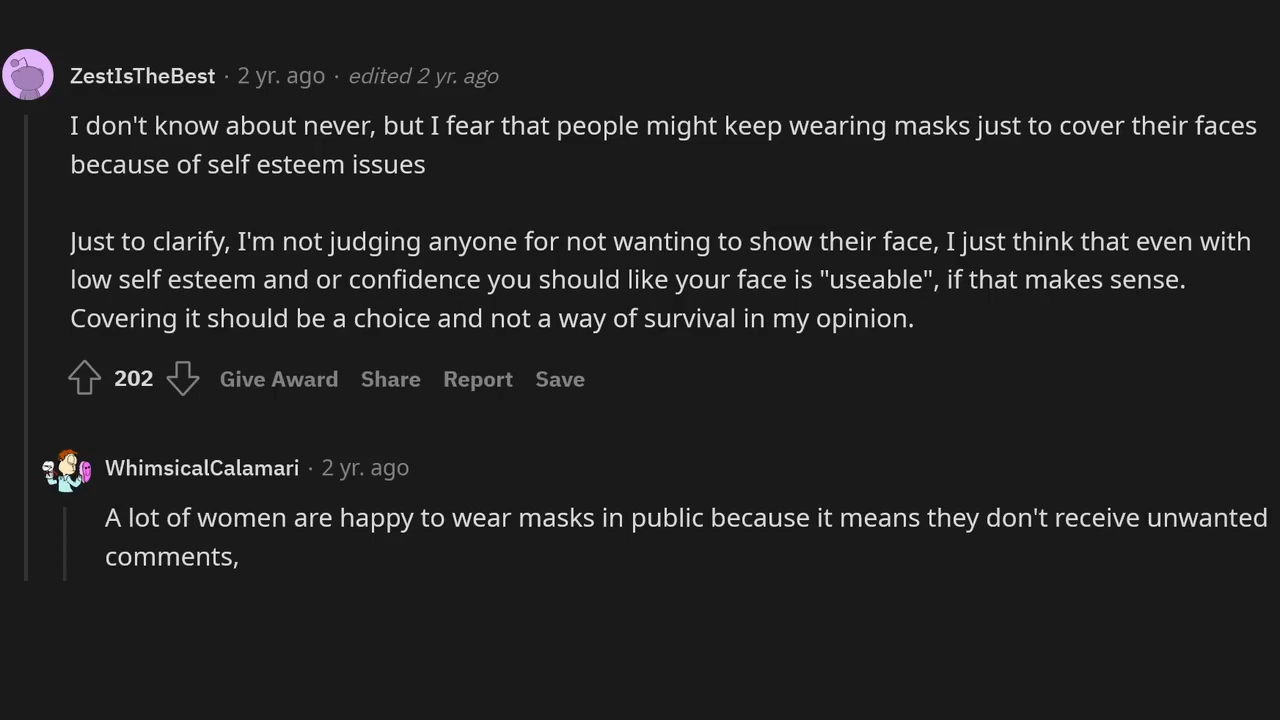 ZestIsTheBest · 2 yr. ago · edited 2 yr. ago
I don't know about never, but I fear that people might keep wearing masks just to cover their faces
because of self esteem issues
Just to clarify, I'm not judging anyone for not wanting to show their face, I just think that even with
low self esteem and or confidence you should like your face is "useable", if that makes sense.
Covering it should be a choice and not a way of survival in my opinion.
202 Give Award Share Report Save
WhimsicalCalamari · 2 yr. ago
A lot of women are happy to wear masks in public because it means they don't receive unwanted
comments,